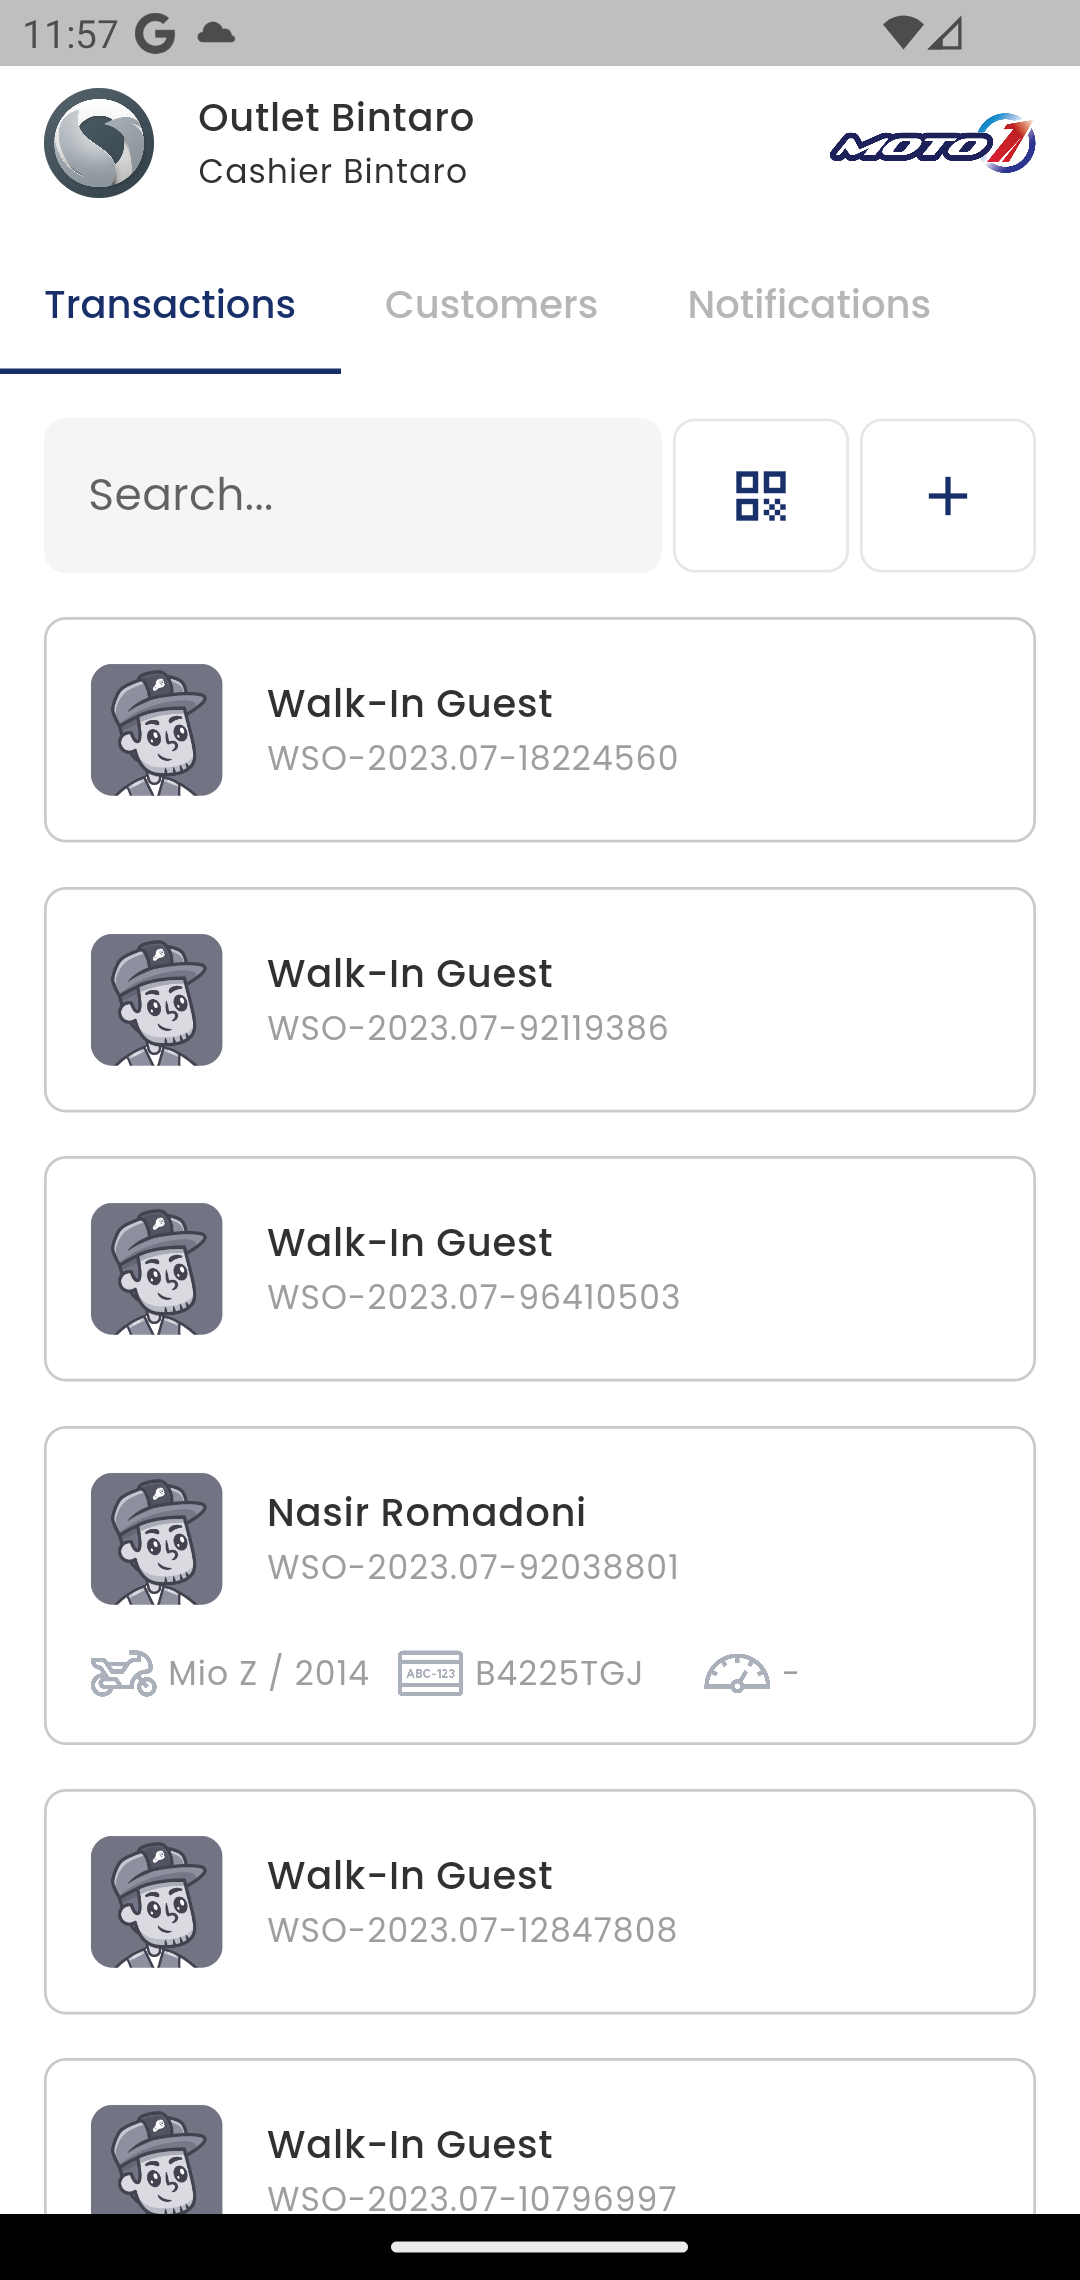 11:57
Outlet Bintaro
Cashier Bintaro
MOTO1
Transactions
Customers
Notifications
Search...
Walk-In Guest
WSO-2023.07-18224560
Walk-In Guest
WSO-2023.07-92119386
Walk-In Guest
WSO-2023.07-96410503
Nasir Romadoni
WSO-2023.07-92038801
Mio Z / 2014 ABC-123 B4225TGJ -
Walk-In Guest
WSO-2023.07-12847808
Walk-In Guest
WSO-2023.07-10796997